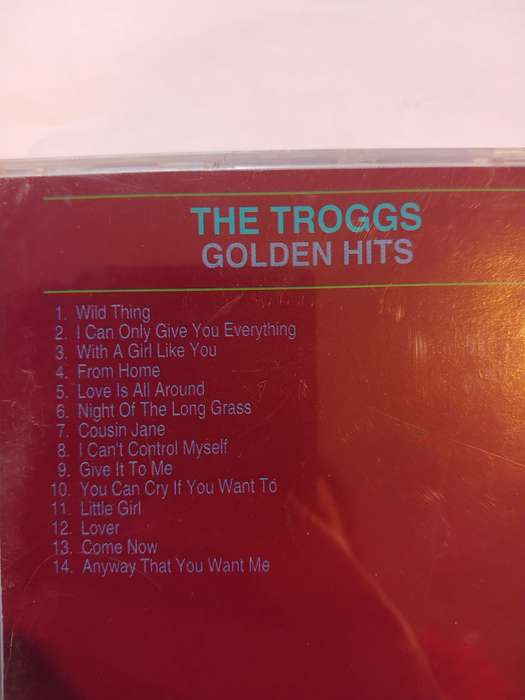 THE TROGGS
GOLDEN HITS
1. Wild Thing
2. I Can Only Give You Everything
3. With A Girl Like You
4. From Home
5. Love Is All Around
6. Night Of The Long Grass
7. Cousin Jane
8. I Can't Control Myself
9. Give It To Me
10. You Can Cry If You Want To
11. Little Girl
12. Lover
13. Come Now
14. Anyway That You Want Me